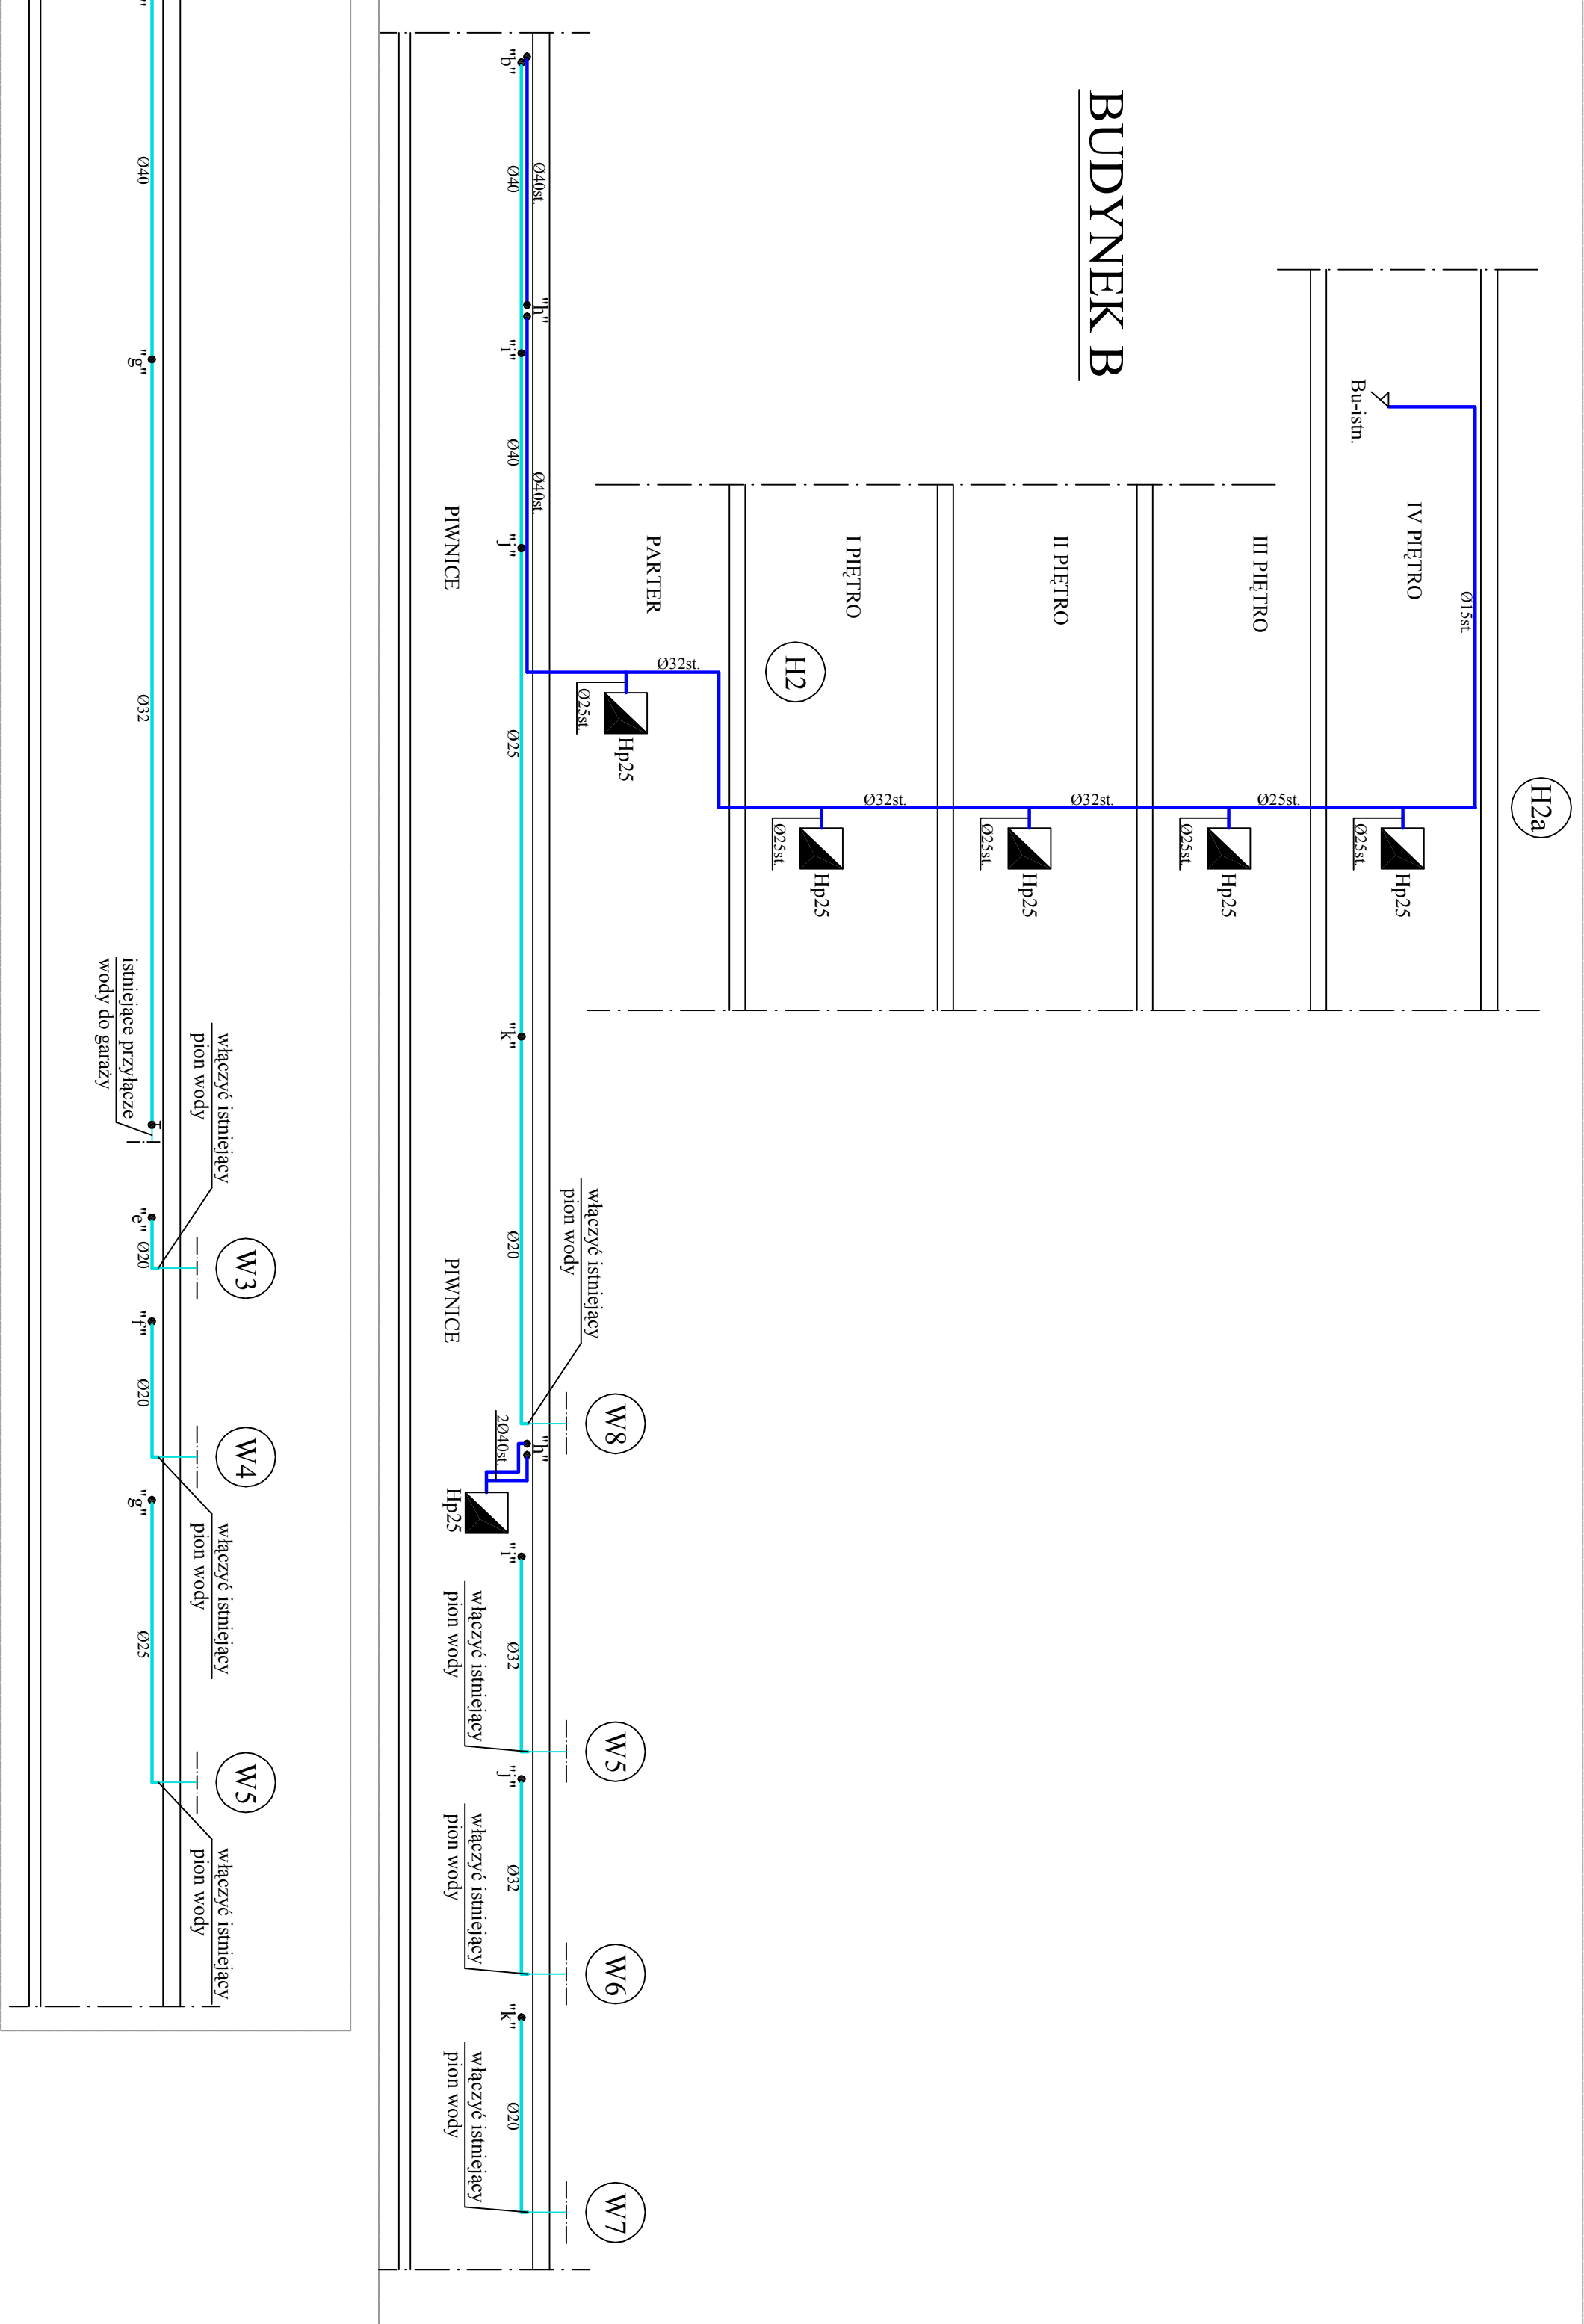 BUDYNEK B
H2a
Ø15st.
IV PIĘTRO
Bu-istn.
Hp25
Ø25st.
Ø25st.
III PIĘTRO
Hp25
Ø25st.
Ø32st.
II PIĘTRO
Hp25
Ø25st.
Ø32st.
I PIĘTRO
H2
Hp25
Ø25st.
PARTER
Ø32st.
Hp25
Ø25st.
W8
W5
W6
W7
włączyć istniejący
pion wody
Ø40st.
"h"
Ø40st.
"h"
"b"
Ø40
"i"
Ø40
"j"
Ø25
"k"
Ø20
2Ø40st.
"i"
Ø32
"j"
Ø32
"k"
Ø20
PIWNICE
PIWNICE
Hp25
włączyć istniejący
pion wody
włączyć istniejący
pion wody
włączyć istniejący
pion wody
W3
W4
W5
włączyć istniejący
pion wody
włączyć istniejący
pion wody
włączyć istniejący
pion wody
"
Ø40
"g"
Ø32
"e"
Ø20
"f"
Ø20
"g"
Ø25
istniejące przyłącze
wody do garaży